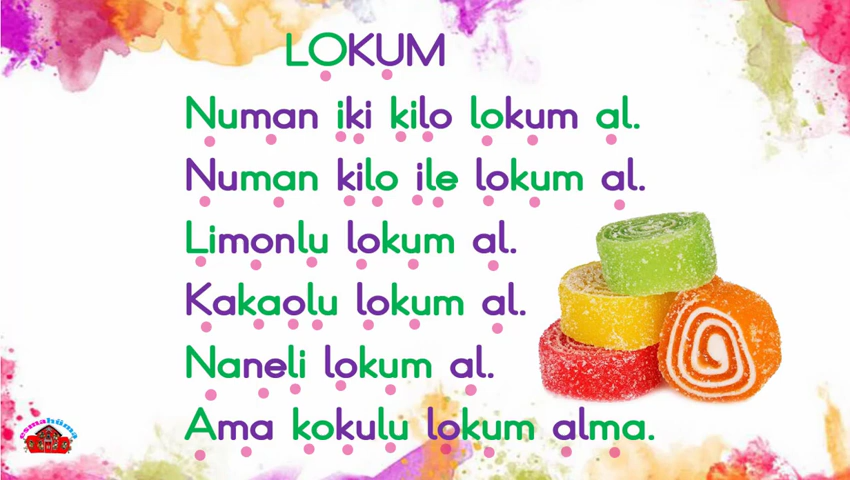 LOKUM
Numan iki kilo lokum al.
Numan kilo ile lokum al.
Limonlu lokum al.
Kakaolu lokum al.
Naneli lokum al.
Ama kokulu lokum alma.